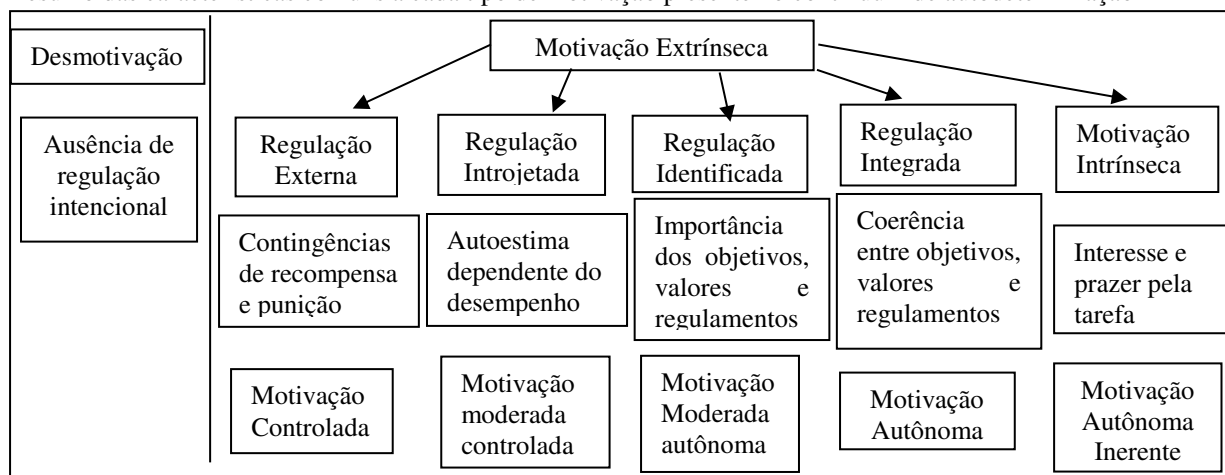 Desmotivação
Motivação Extrínseca
Ausência de
regulação
intencional
Regulação
Externa
Regulação
Introjetada
Regulação
Identificada
Regulação
Integrada
Motivação
Intrínseca
Contingências
de recompensa
e punição
Autoestima
dependente do
desempenho
Importância
dos objetivos,
valores e
regulamentos
Coerência
entre objetivos,
valores e
regulamentos
Interesse e
prazer pela
tarefa
Motivação
Controlada
Motivação
moderada
controlada
Motivação
Moderada
autônoma
Motivação
Autônoma
Motivação
Autônoma
Inerente